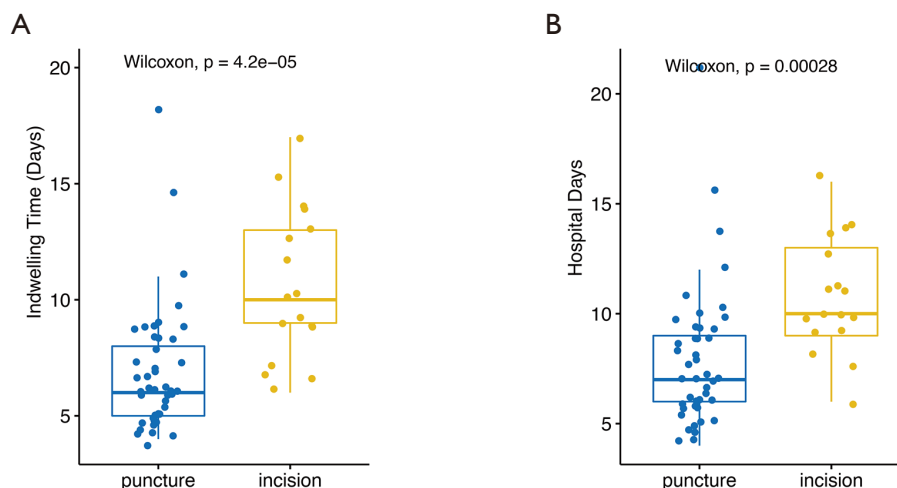 A
Wilcoxon, p = 4.2e−05
Indwelling Time (Days)
20
15
10
5
puncture
incision
B
Wilcoxon, p = 0.00028
Hospital Days
20
15
10
5
puncture
incision